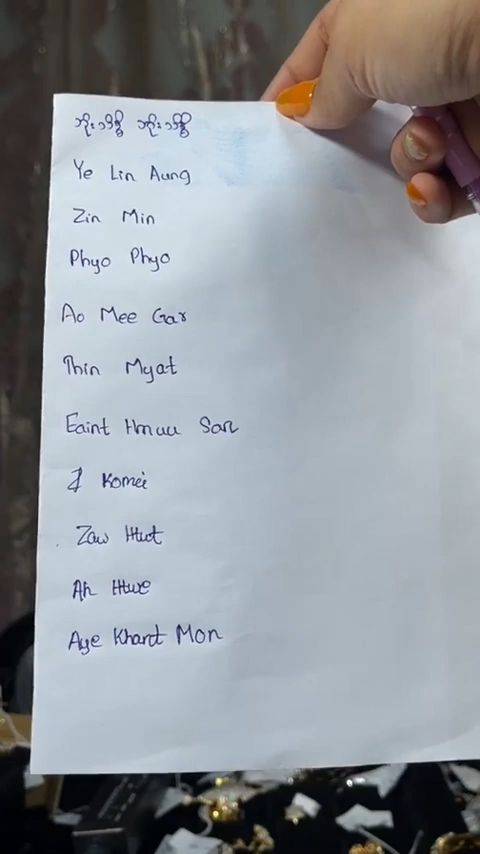 Ye Lin Aung
Zin Min
Phyo Phyo
Ao Mee Gar
Thin Myat
Eaint Hmuu San
Komei
Zaw Htut
Ah Htwe
Aye Khant Mon